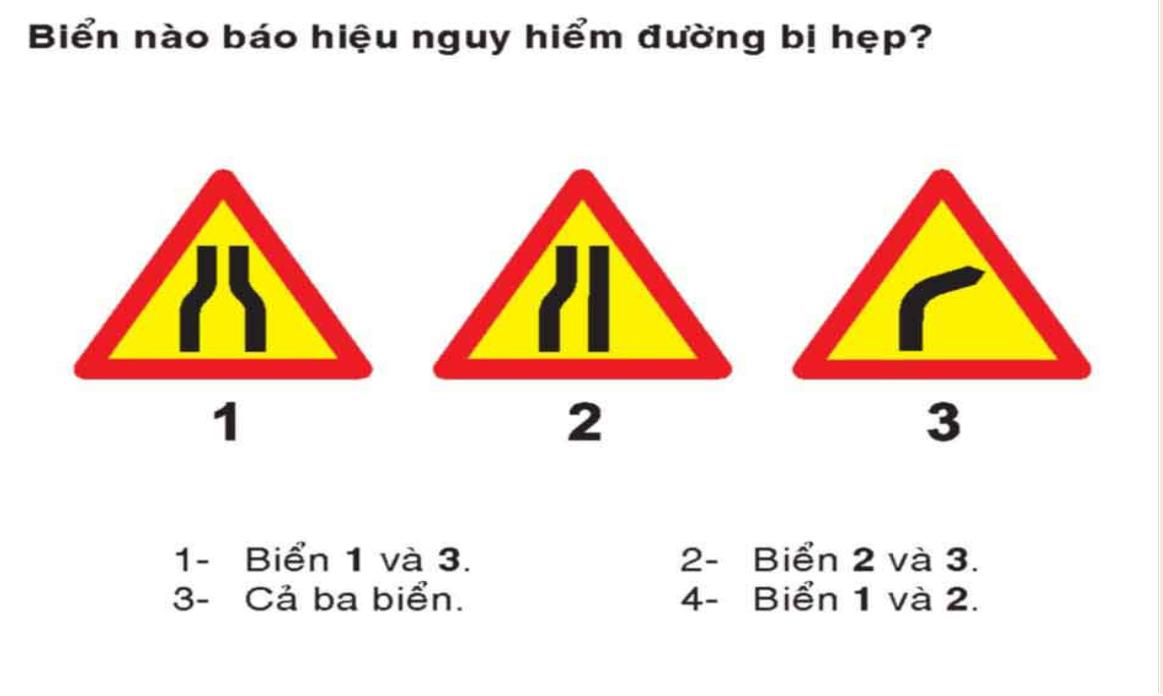 Biển nào báo hiệu nguy hiểm đường bị hẹp?
1 2 3
1- Biển 1 và 3. 2- Biển 2 và 3.
3- Cả ba biển. 4- Biển 1 và 2.